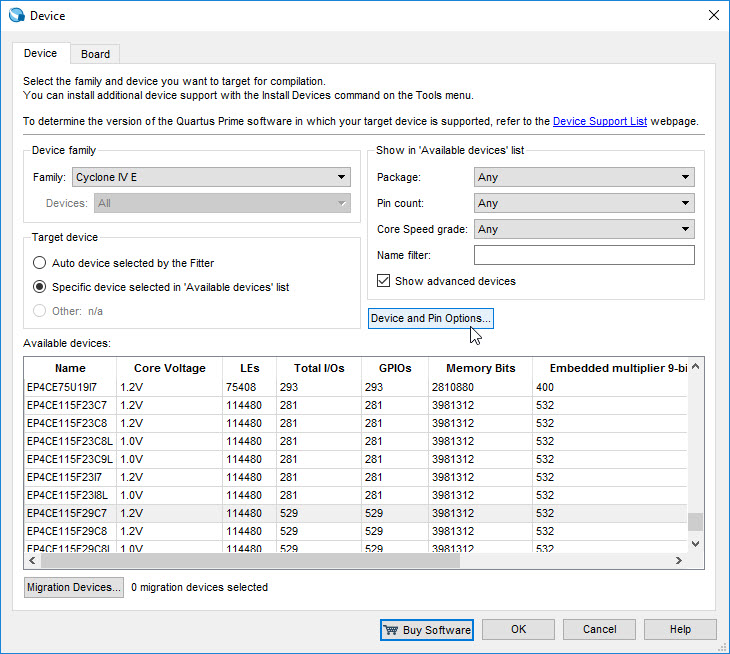 Device
Device Board
Select the family and device you want to target for compilation.
You can install additional device support with the Install Devices command on the Tools menu.
To determine the version of the Quartus Prime software in which your target device is supported, refer to the Device Support List webpage.
Device family
Family: Cyclone IV E
Devices: All
Show in 'Available devices' list
Package: Any
Pin count: Any
Core Speed grade: Any
Name filter:
Show advanced devices
Target device
Auto device selected by the Fitter
Specific device selected in 'Available devices' list
Other: n/a
Device and Pin Options...
Available devices:
Name Core Voltage LEs Total I/Os GPIOs Memory Bits Embedded multiplier 9-bi
EP4CE75U19I7 1.2V 75408 293 293 2810880 400
EP4CE115F23C7 1.2V 114480 281 281 3981312 532
EP4CE115F23C8 1.2V 114480 281 281 3981312 532
EP4CE115F23C8L 1.0V 114480 281 281 3981312 532
EP4CE115F23C9L 1.0V 114480 281 281 3981312 532
EP4CE115F23I7 1.2V 114480 281 281 3981312 532
EP4CE115F23I8L 1.0V 114480 281 281 3981312 532
EP4CE115F29C7 1.2V 114480 529 529 3981312 532
EP4CE115F29C8 1.2V 114480 529 529 3981312 532
EP4CE115F29C8L 1.0V 114480 529 529 3981312 532
Migration Devices... 0 migration devices selected
Buy Software OK Cancel Help